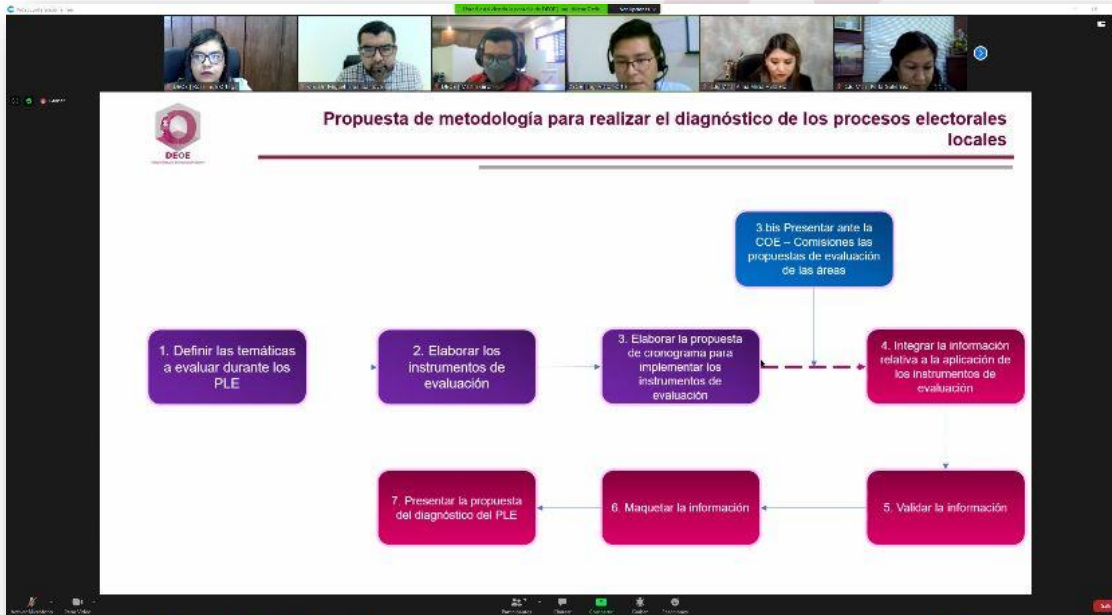 Propuesta de metodología para realizar el diagnóstico de los procesos electorales
locales
DEOE
3.bis Presentar ante la
COE – Comisiones las
propuestas de evaluación
de las áreas
1. Definir las temáticas
a evaluar durante los
PLE
2. Elaborar los
instrumentos de
evaluación
3. Elaborar la propuesta
de cronograma para
implementar los
instrumentos de
evaluación
4. Integrar la información
relativa a la aplicación de
los instrumentos de
evaluación
7. Presentar la propuesta
del diagnóstico del PLE
6. Maquetar la información
5. Validar la información